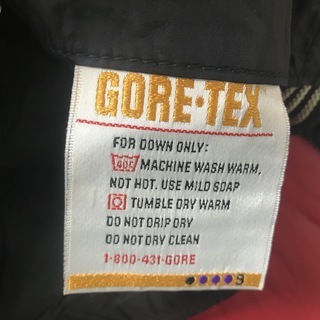 GORE-TEX
FOR DOWN ONLY:
40C MACHINE WASH WARM,
NOT HOT. USE MILD SOAP
TUMBLE DRY WARM
DO NOT DRIP DRY
DO NOT DRY CLEAN
1-800-431-GORE
S